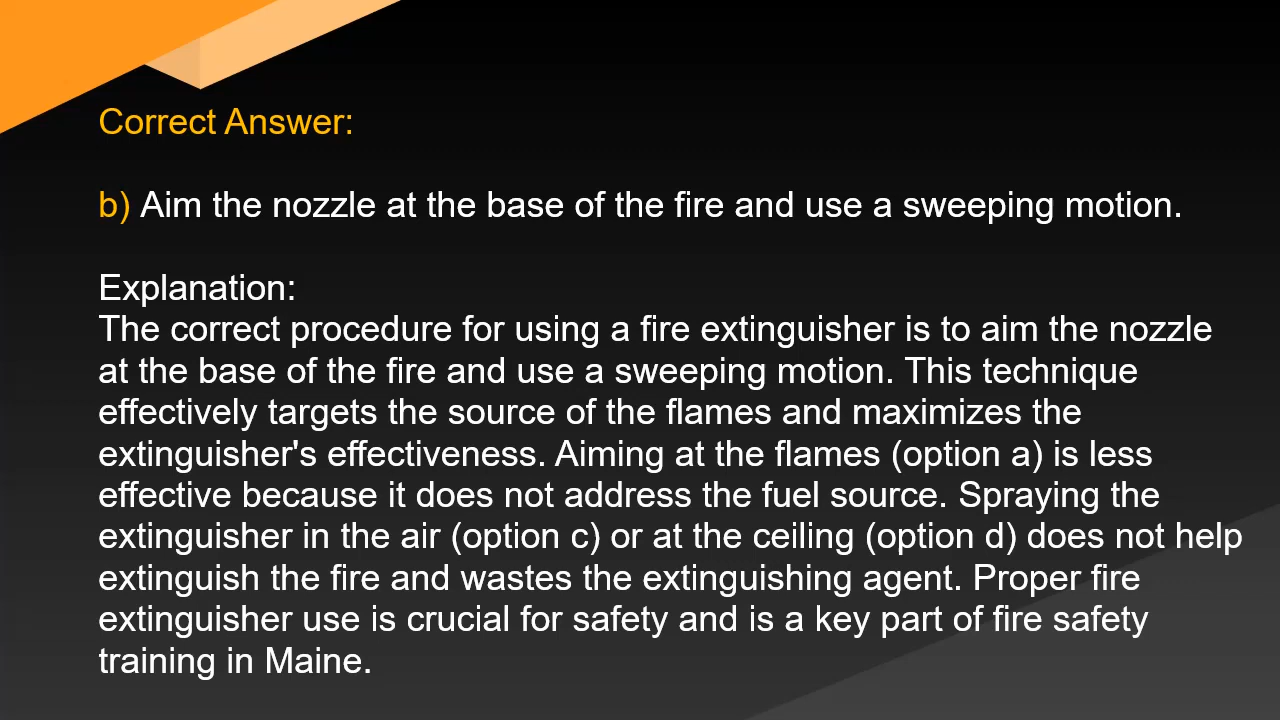 Correct Answer:
b) Aim the nozzle at the base of the fire and use a sweeping motion.
Explanation:
The correct procedure for using a fire extinguisher is to aim the nozzle
at the base of the fire and use a sweeping motion. This technique
effectively targets the source of the flames and maximizes the
extinguisher's effectiveness. Aiming at the flames (option a) is less
effective because it does not address the fuel source. Spraying the
extinguisher in the air (option c) or at the ceiling (option d) does not help
extinguish the fire and wastes the extinguishing agent. Proper fire
extinguisher use is crucial for safety and is a key part of fire safety
training in Maine.